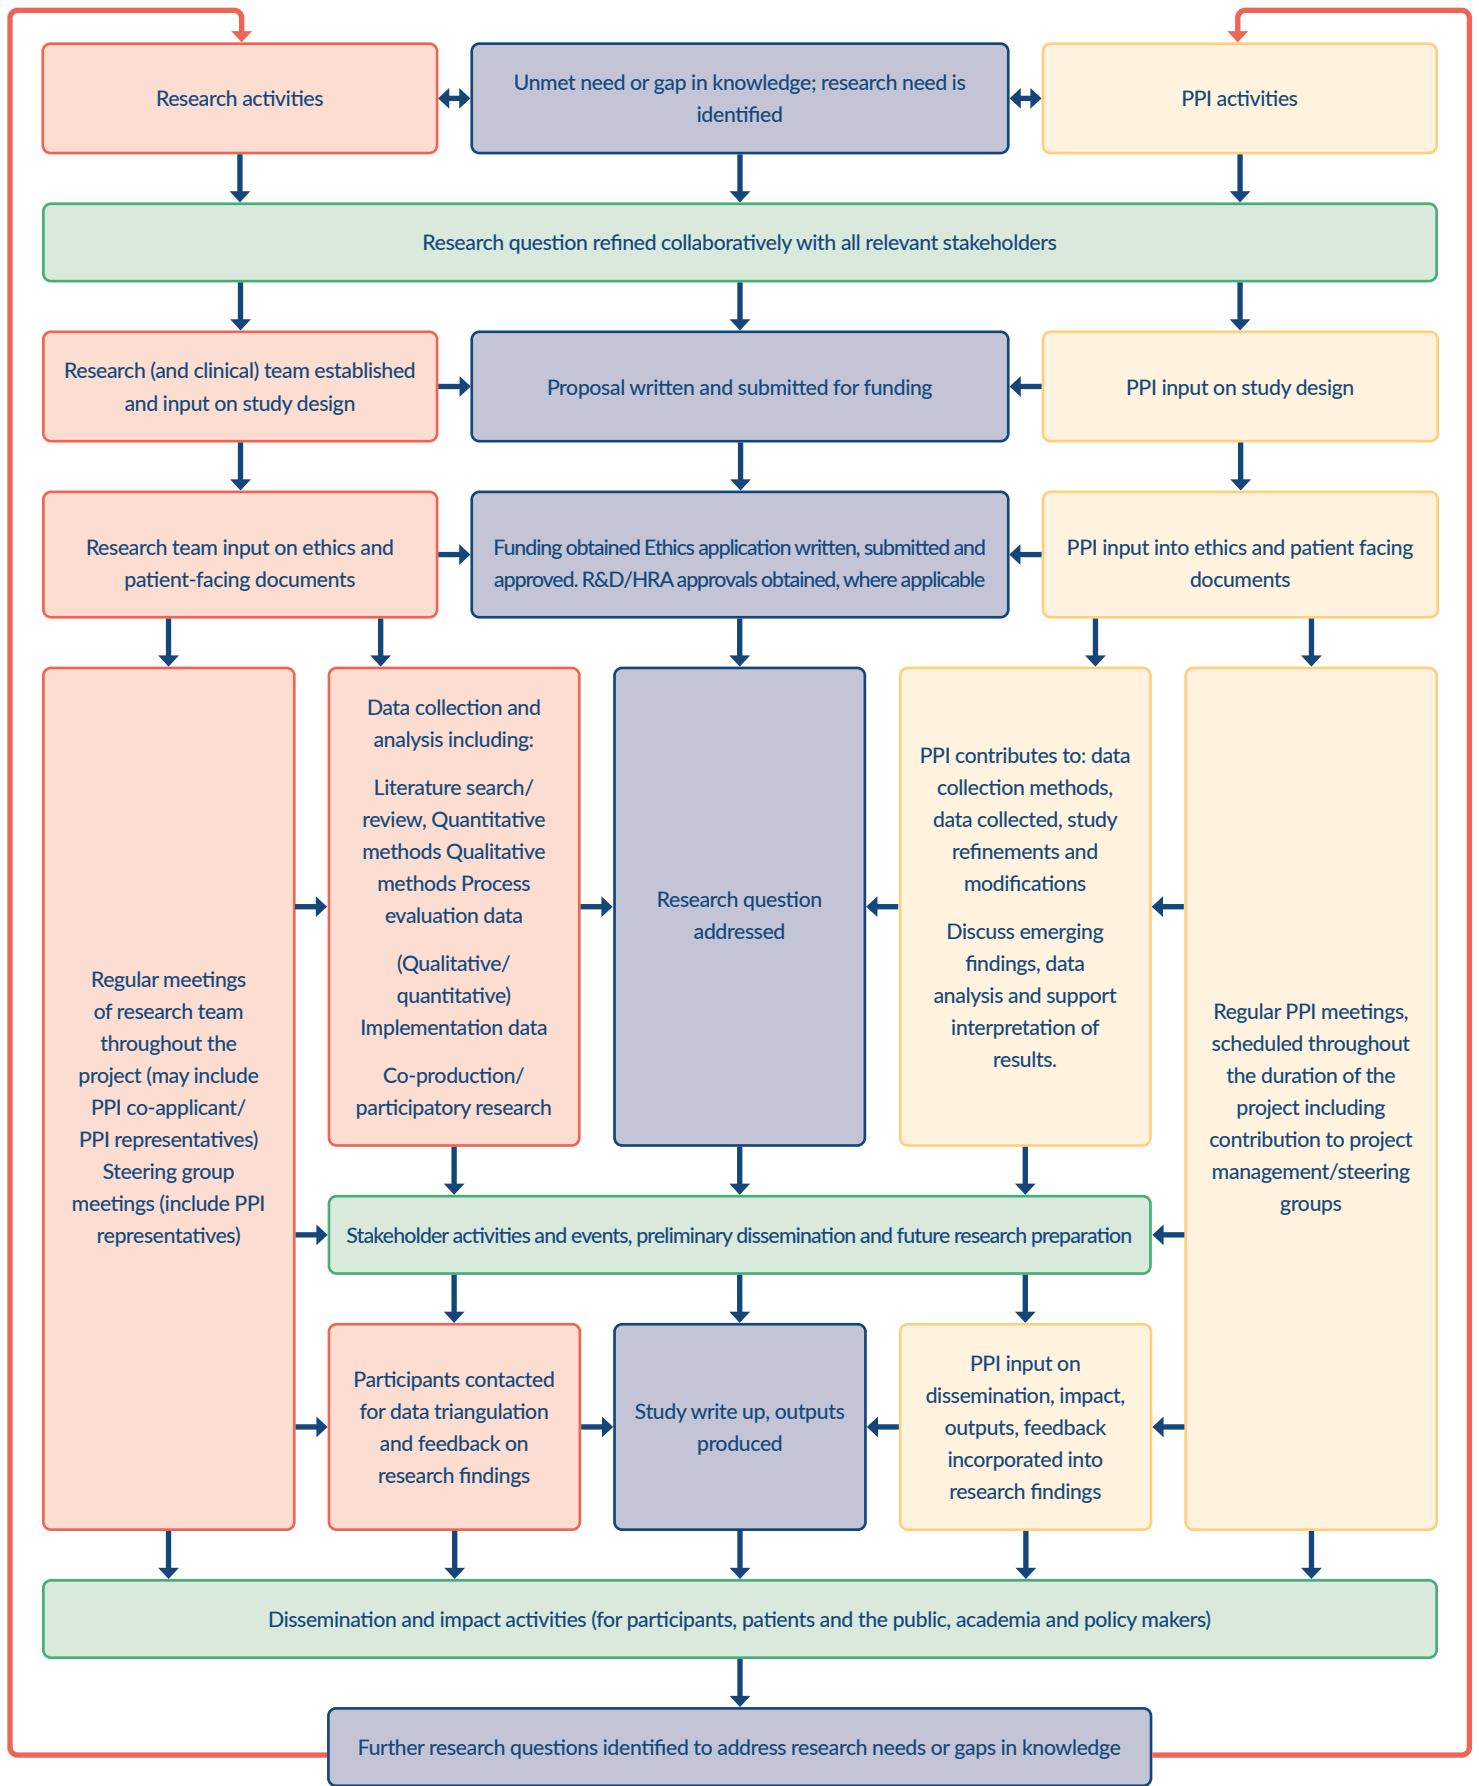 Research activities
Unmet need or gap in knowledge; research need is
identified
PPI activities
Research question refined collaboratively with all relevant stakeholders
Research (and clinical) team established
and input on study design
Proposal written and submitted for funding
PPI input on study design
Research team input on ethics and
patient-facing documents
Funding obtained Ethics application written, submitted and
approved. R&D/HRA approvals obtained, where applicable
PPI input into ethics and patient facing
documents
Regular meetings
of research team
throughout the
project (may include
PPI co-applicant/
PPI representatives)
Steering group
meetings (include PPI
representatives)
Data collection and
analysis including:
Literature search/
review, Quantitative
methods Qualitative
methods Process
evaluation data
(Qualitative/
quantitative)
Implementation data
Co-production/
participatory research
Research question
addressed
PPI contributes to: data
collection methods,
data collected, study
refinements and
modifications
Discuss emerging
findings, data
analysis and support
interpretation of
results.
Regular PPI meetings,
scheduled throughout
the duration of the
project including
contribution to project
management/steering
groups
Stakeholder activities and events, preliminary dissemination and future research preparation
Participants contacted
for data triangulation
and feedback on
research findings
Study write up, outputs
produced
PPI input on
dissemination, impact,
outputs, feedback
incorporated into
research findings
Dissemination and impact activities (for participants, patients and the public, academia and policy makers)
Further research questions identified to address research needs or gaps in knowledge